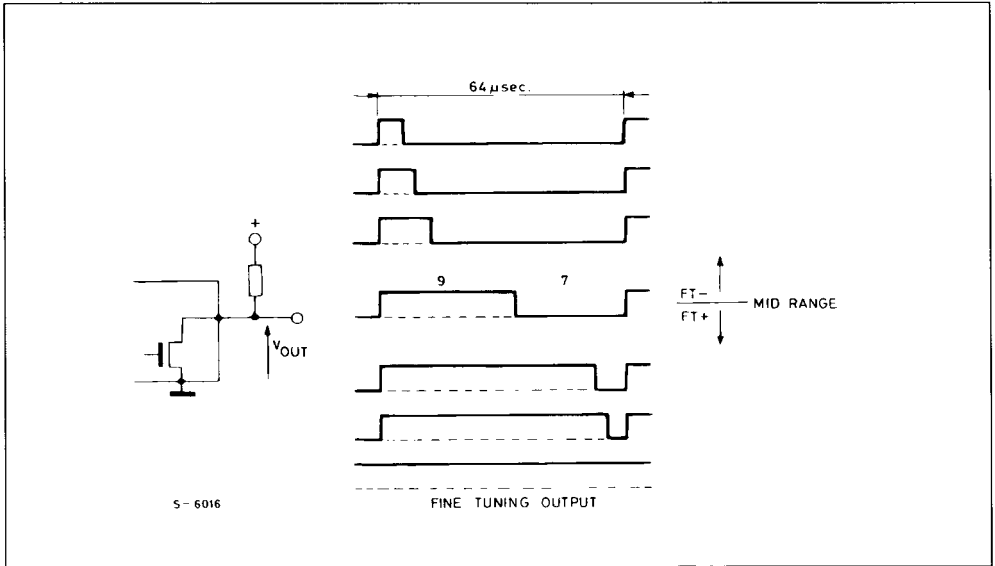 64 µsec.
+
9 7
FT-
MID RANGE
FT+
VOUT
S-6016
FINE TUNING OUTPUT